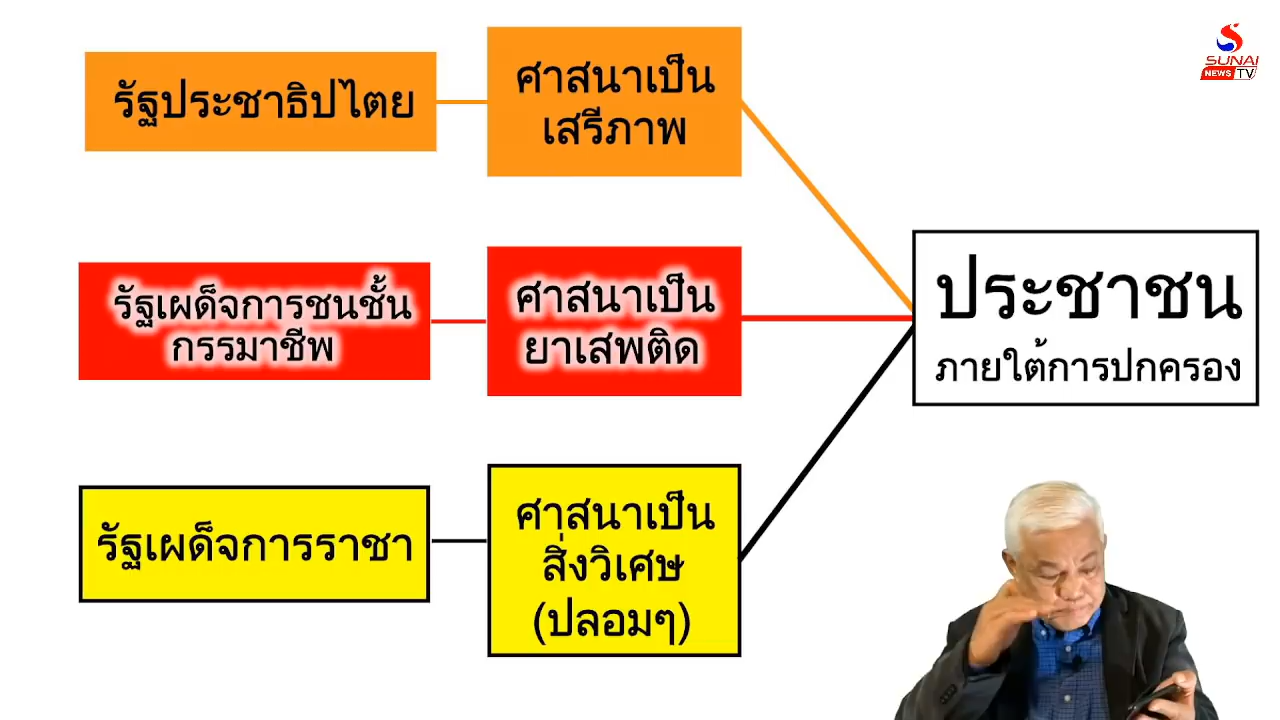 รัฐประชาธิปไตย
ศาสนาเป็น
เสรีภาพ
รัฐเผด็จการชนชั้น
กรรมาชีพ
ศาสนาเป็น
ยาเสพติด
รัฐเผด็จการราชา
ศาสนาเป็น
สิ่งวิเศษ
(ปลอมๆ)
ประชาชน
ภายใต้การปกครอง
SUNAI
NEWS TV